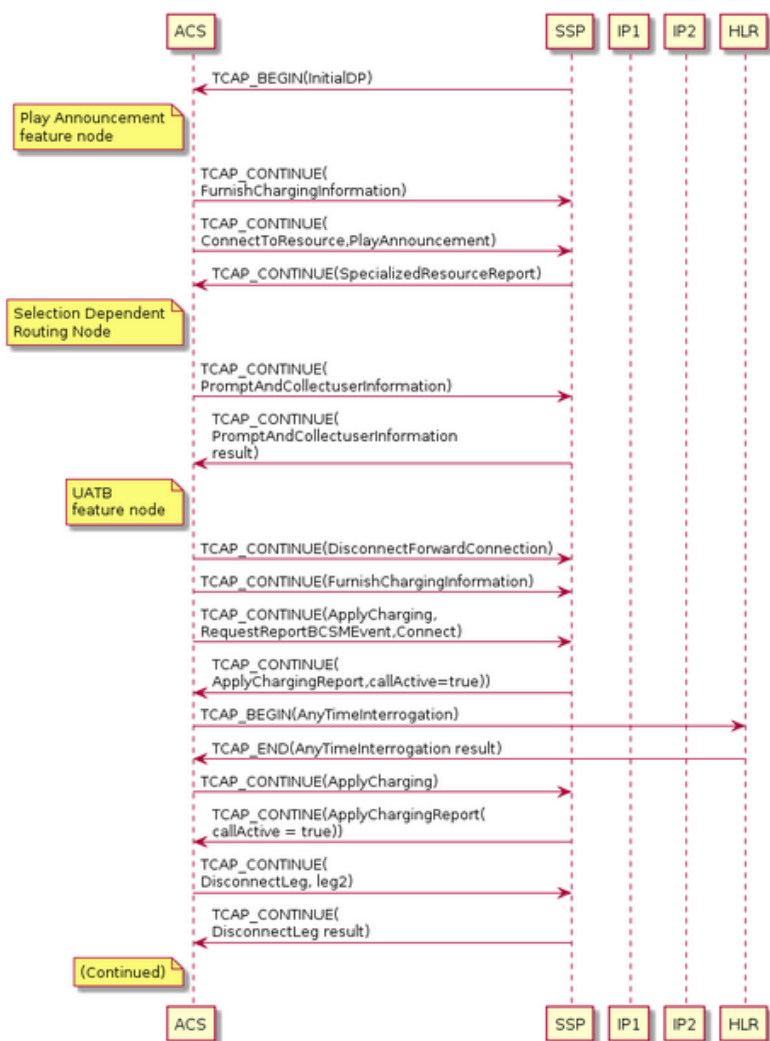 ACS
SSP
IP1
IP2
HLR
TCAP_BEGIN(InitialDP)
Play Announcement
feature node
TCAP_CONTINUE(
FurnishChargingInformation)
TCAP_CONTINUE(
ConnectToResource,PlayAnnouncement)
TCAP_CONTINUE(SpecializedResourceReport)
Selection Dependent
Routing Node
TCAP_CONTINUE(
PromptAndCollectuserInformation)
TCAP_CONTINUE(
PromptAndCollectuserInformation
result)
UATB
feature node
TCAP_CONTINUE(DisconnectForwardConnection)
TCAP_CONTINUE(FurnishChargingInformation)
TCAP_CONTINUE(ApplyCharging,
RequestReportBCSMEvent,Connect)
TCAP_CONTINUE(
ApplyChargingReport,callActive=true))
TCAP_BEGIN(AnyTimeInterrogation)
TCAP_END(AnyTimeInterrogation result)
TCAP_CONTINUE(ApplyCharging)
TCAP_CONTINE(ApplyChargingReport(
callActive = true))
TCAP_CONTINUE(
DisconnectLeg, leg2)
TCAP_CONTINUE(
DisconnectLeg result)
(Continued)
ACS
SSP
IP1
IP2
HLR